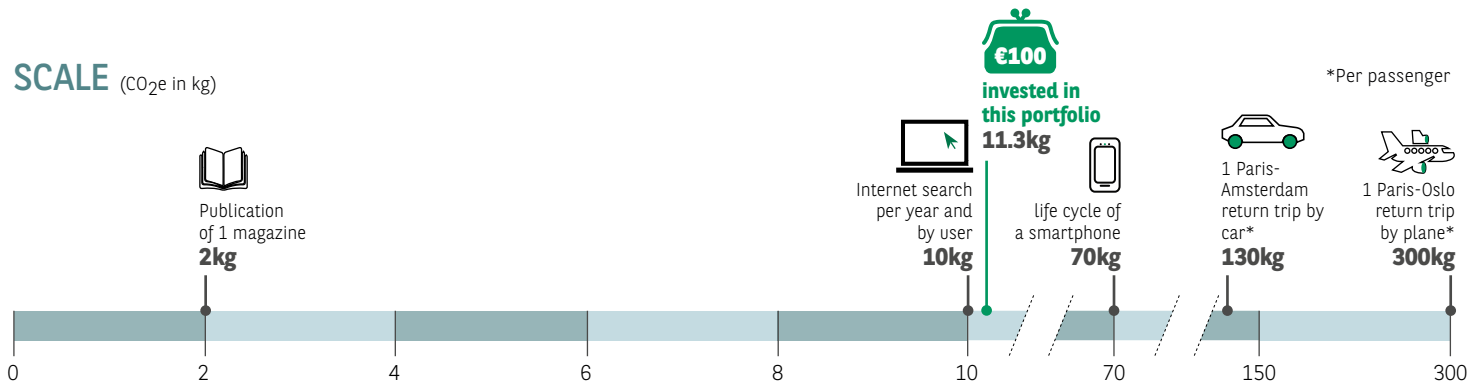 SCALE (CO2e in kg)
€100
invested in
this portfolio
11.3kg
*Per passenger
Publication
of 1 magazine
2kg
Internet search
per year and
by user
10kg
life cycle of
a smartphone
70kg
1 Paris-
Amsterdam
return trip by
car*
130kg
1 Paris-Oslo
return trip
by plane*
300kg
0 2 4 6 8 10 70 150 300